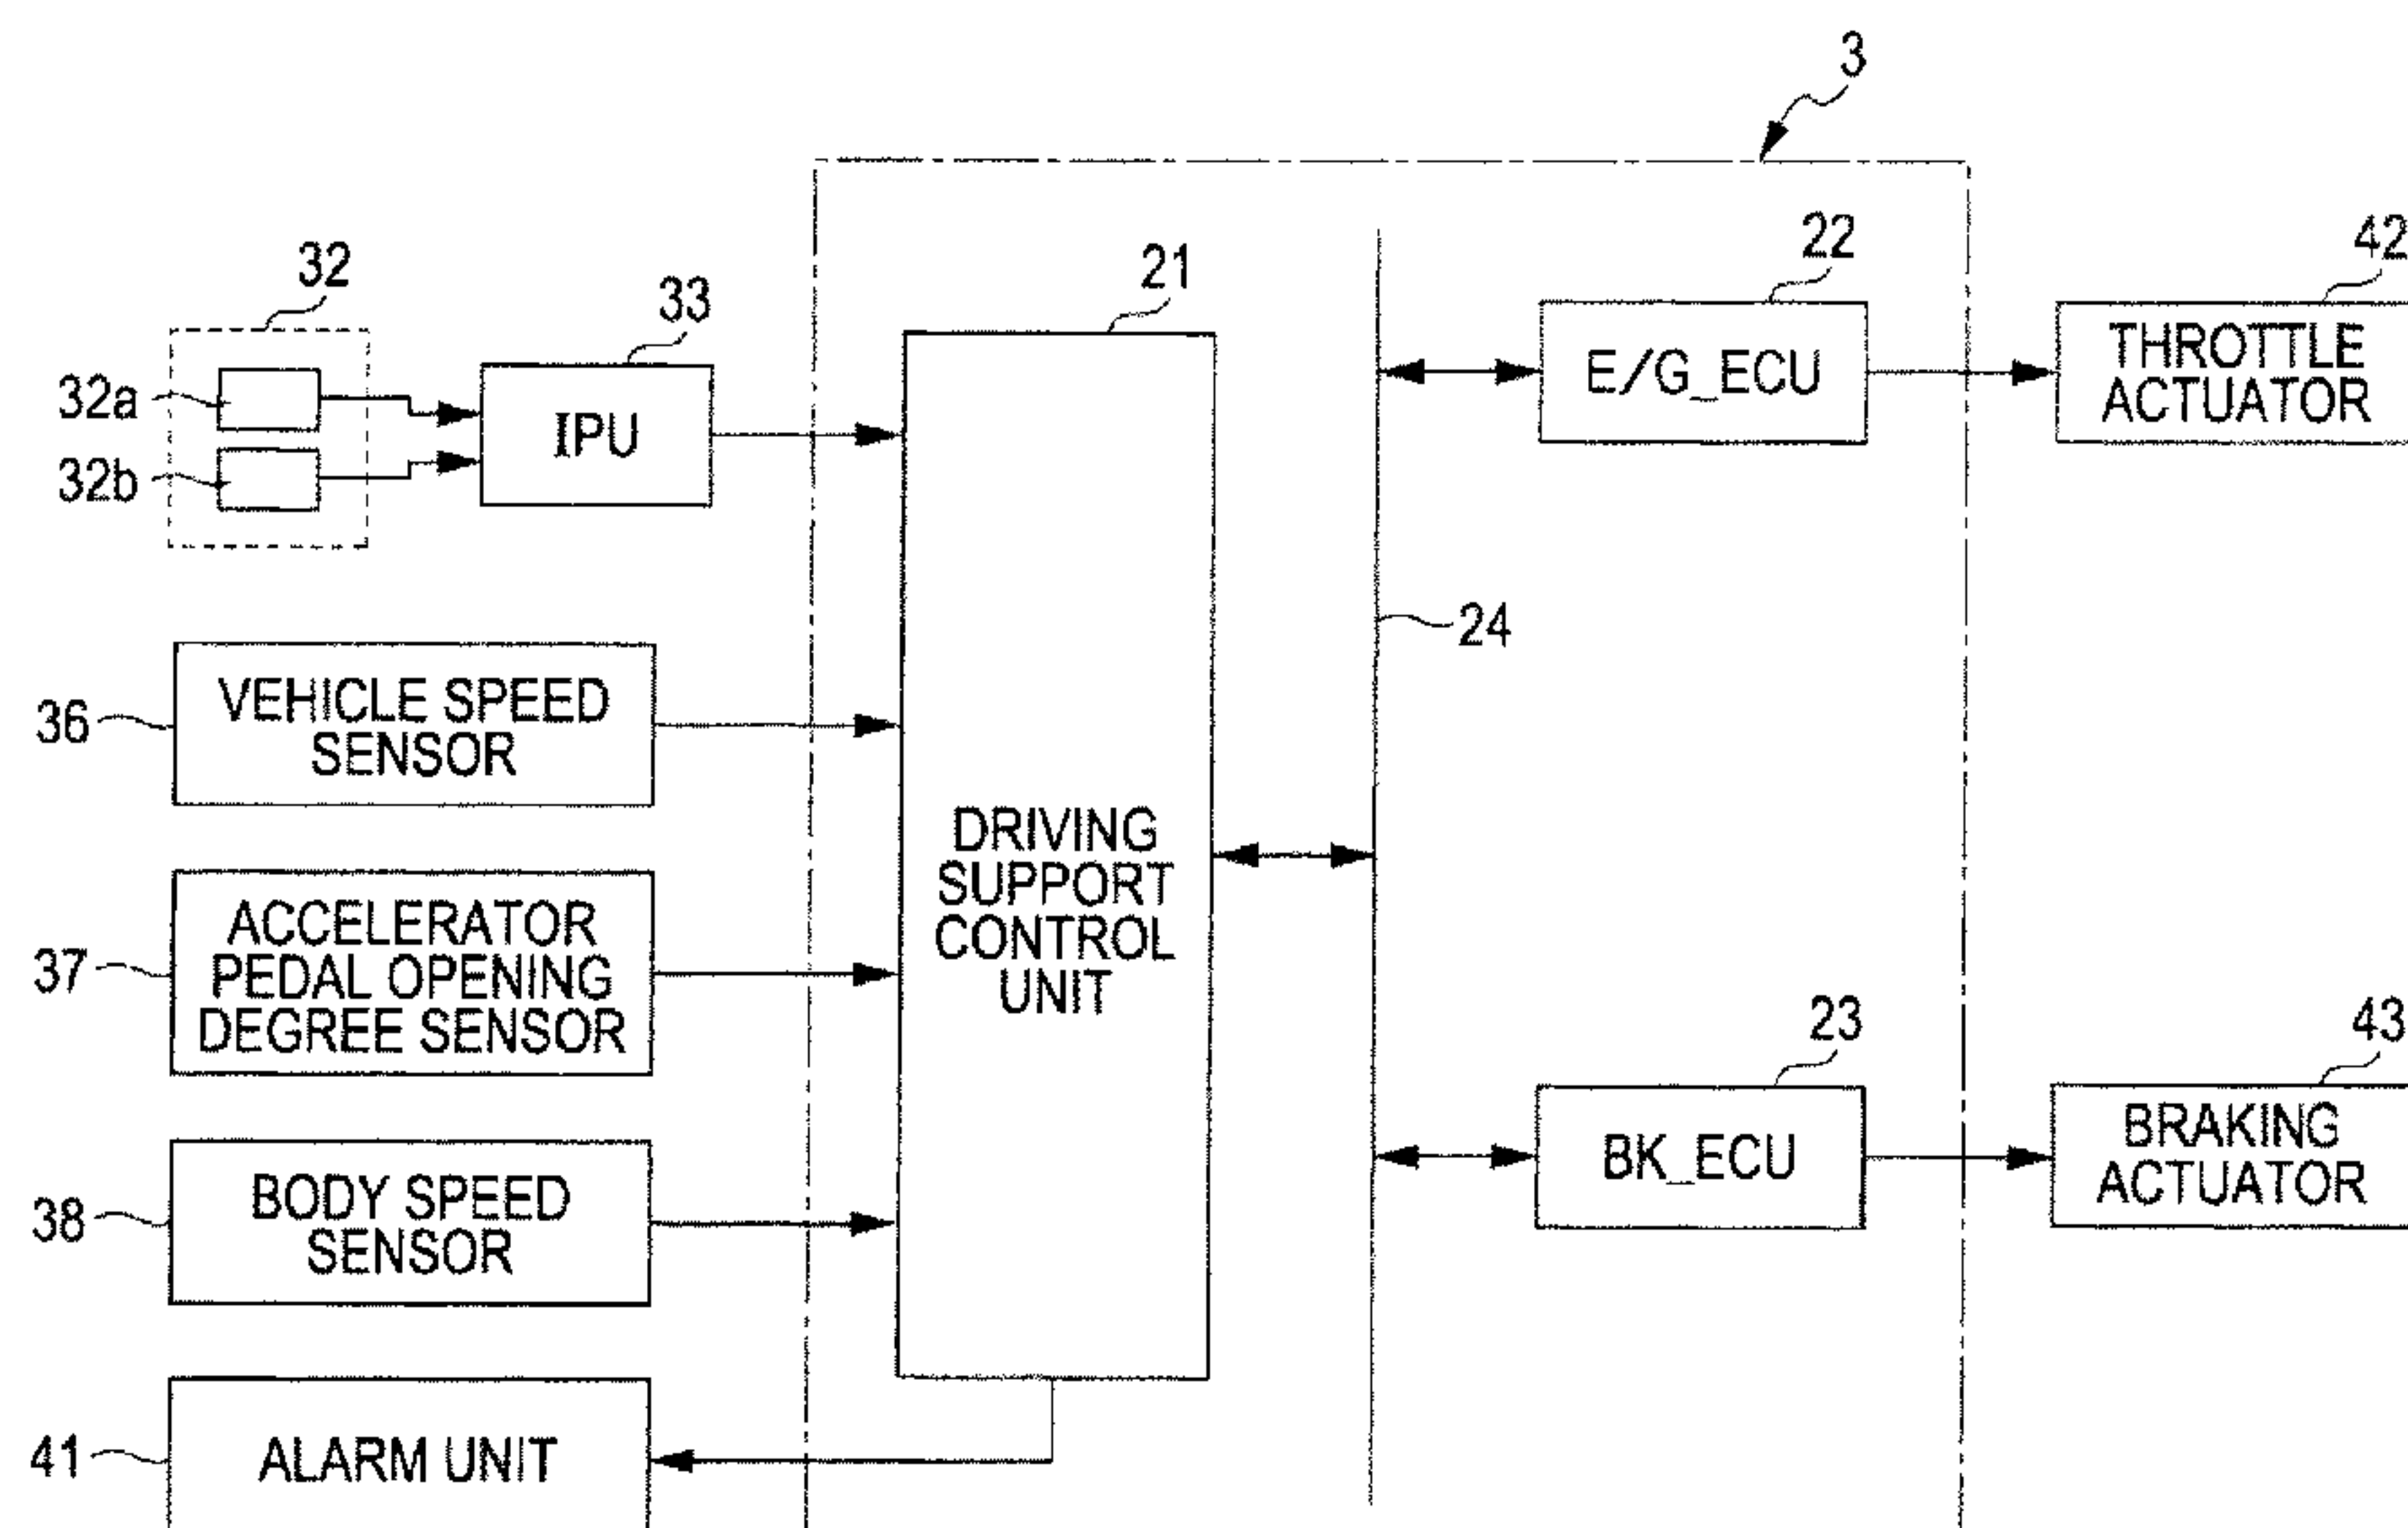 3
32
33
21
22
42
32a
32b
IPU
E/G_ECU
THROTTLE
ACTUATOR
24
36
VEHICLE SPEED
SENSOR
37
ACCELERATOR
PEDAL OPENING
DEGREE SENSOR
DRIVING
SUPPORT
CONTROL
UNIT
23
43
BK_ECU
BRAKING
ACTUATOR
38
BODY SPEED
SENSOR
41
ALARM UNIT